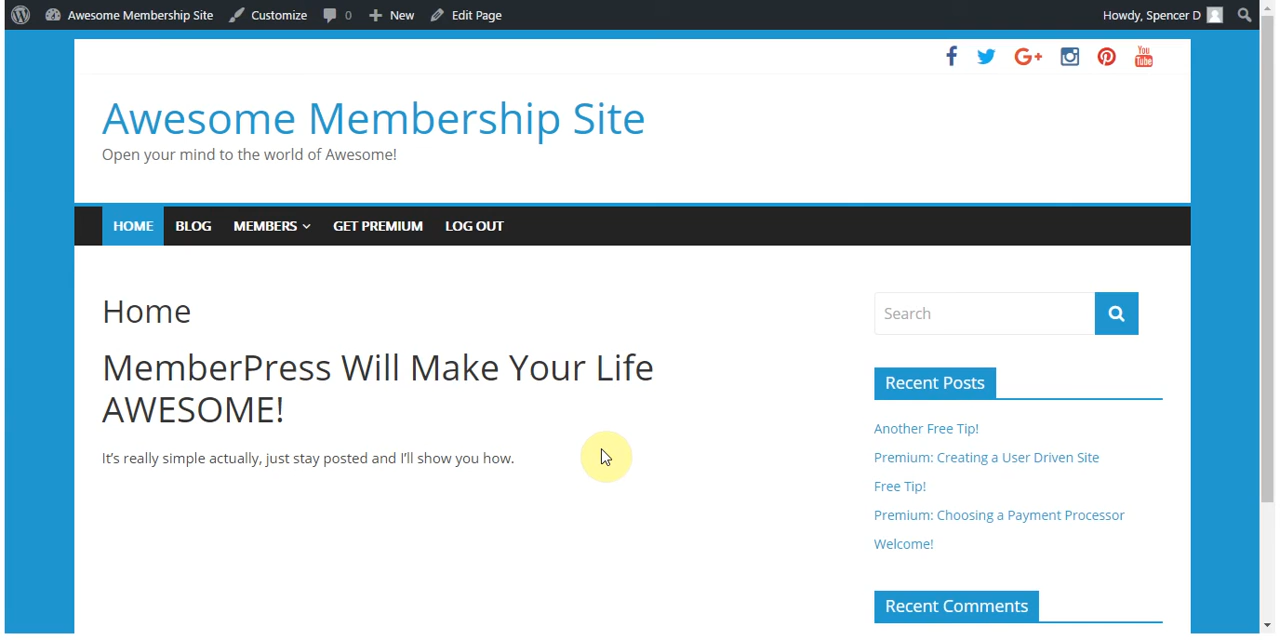 Awesome Membership Site Customize 0 New Edit Page Howdy, Spencer D
G+ You Tube
Awesome Membership Site
Open your mind to the world of Awesome!
HOME BLOG MEMBERS GET PREMIUM LOG OUT
Home
MemberPress Will Make Your Life
AWESOME!
It’s really simple actually, just stay posted and I’ll show you how.
Search
Recent Posts
Another Free Tip!
Premium: Creating a User Driven Site
Free Tip!
Premium: Choosing a Payment Processor
Welcome!
Recent Comments